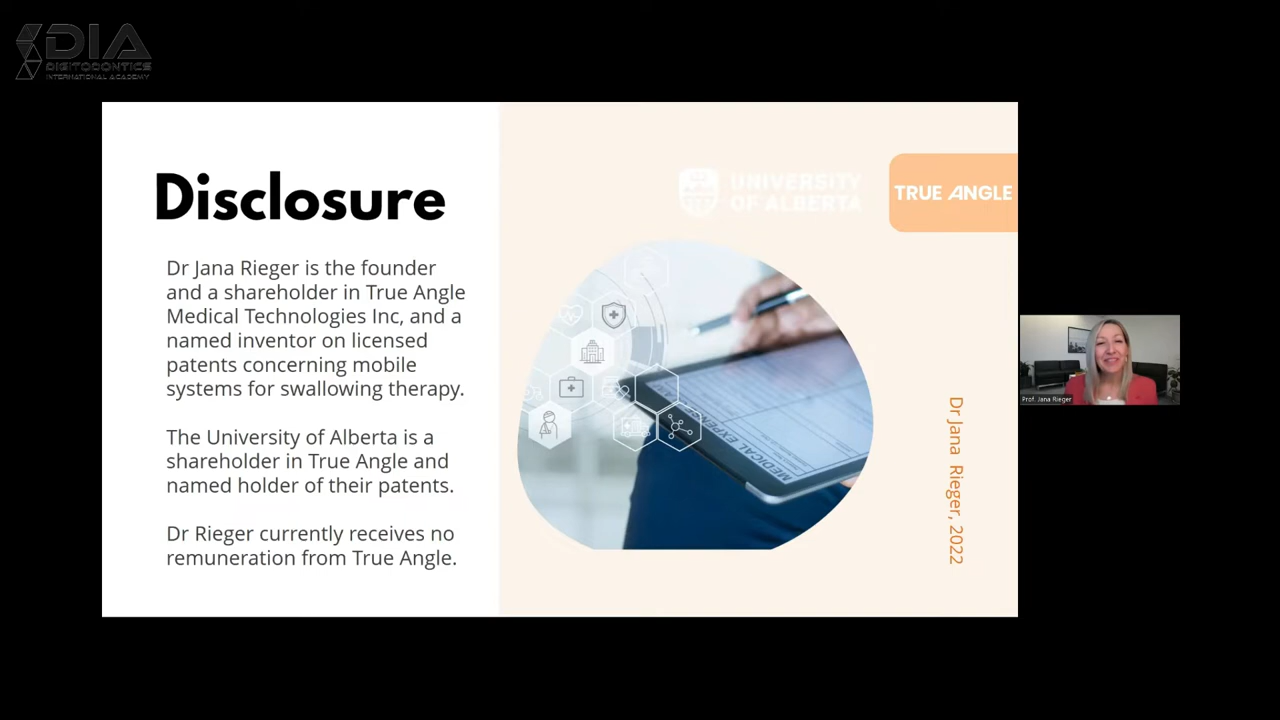 DIA
DIGITODONTICS
INTERNATIONAL ACADEMY
Disclosure
Dr Jana Rieger is the founder
and a shareholder in True Angle
Medical Technologies Inc, and a
named inventor on licensed
patents concerning mobile
systems for swallowing therapy.
The University of Alberta is a
shareholder in True Angle and
named holder of their patents.
Dr Rieger currently receives no
remuneration from True Angle.
UNIVERSITY
OF ALBERTA
TRUE ANGLE
MEDICAL EXPENS
Dr Jana Rieger, 2022
Prof. Jana Rieger